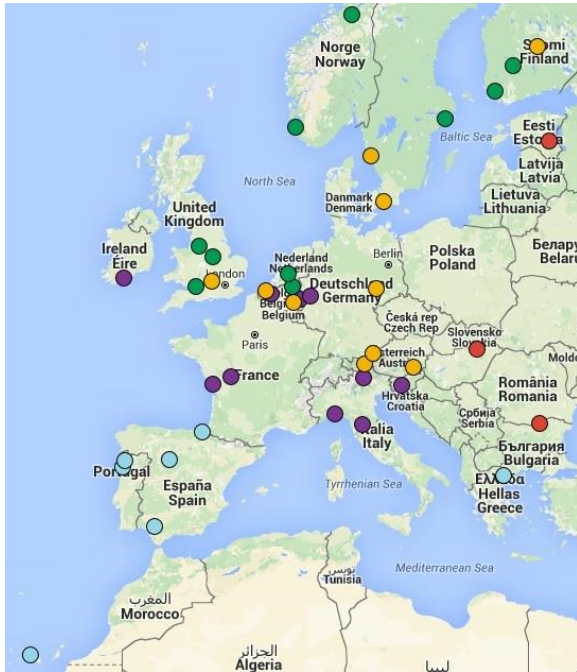 Norge
Norway
Suomi
Finland
Baltic Sea
Eesti
Estonia
Latvija
Latvia
North Sea
Danmark
Denmark
Lietuva
Lithuania
United
Kingdom
Ireland
Éire
London
Nederland
Netherlands
Berlin
Polska
Poland
Deutschland
Germany
Belgium
Česká rep
Czech Rep
Paris
Slovensko
Slovakia
Österreich
Austria
France
Hrvatska
Croatia
România
Romania
Србија
Serbia
Italia
Italy
България
Bulgaria
Portugal
España
Spain
Tyrrhenian Sea
Ελλάδα
Hellas
Greece
Mediterranean Sea
تونس
Tunisia
المغرب
Morocco
الجزائر
Algeria
ليبيا